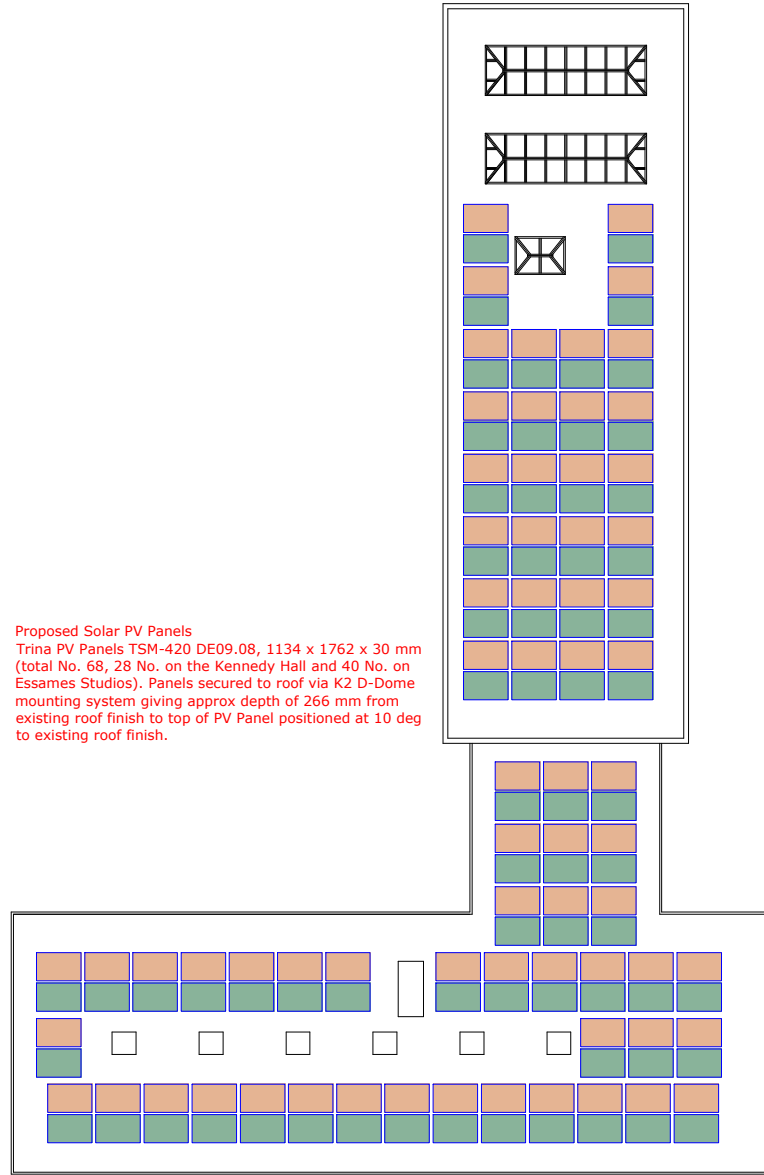 Proposed Solar PV Panels
Trina PV Panels TSM-420 DE09.08, 1134 x 1762 x 30 mm
(total No. 68, 28 No. on the Kennedy Hall and 40 No. on
Essames Studios). Panels secured to roof via K2 D-Dome
mounting system giving approx depth of 266 mm from
existing roof finish to top of PV Panel positioned at 10 deg
to existing roof finish.